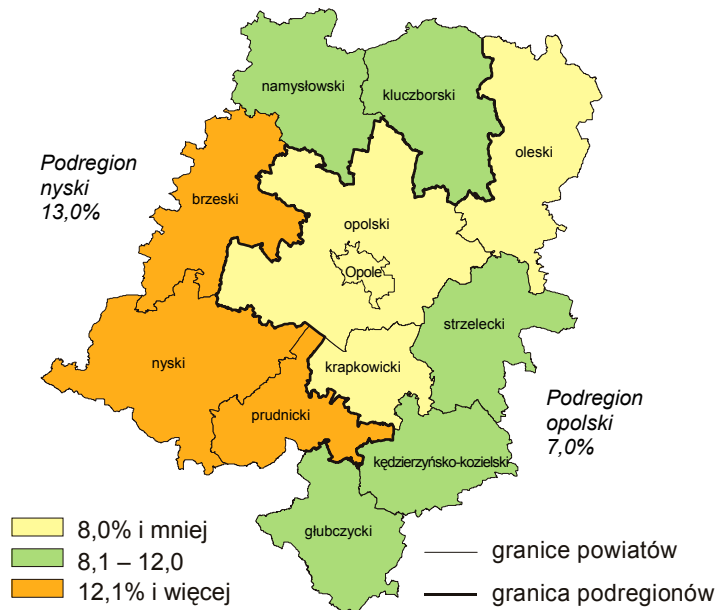 namysłowski
kluczborski
oleski
Podregion
nyski
13,0%
brzeski
opolski
Opole
strzelecki
nyski
krapkowicki
prudnicki
Podregion
opolski
7,0%
kędzierzyńsko-kozielski
głubczycki
8,0% i mniej
8,1 – 12,0
12,1% i więcej
granice powiatów
granica podregionów